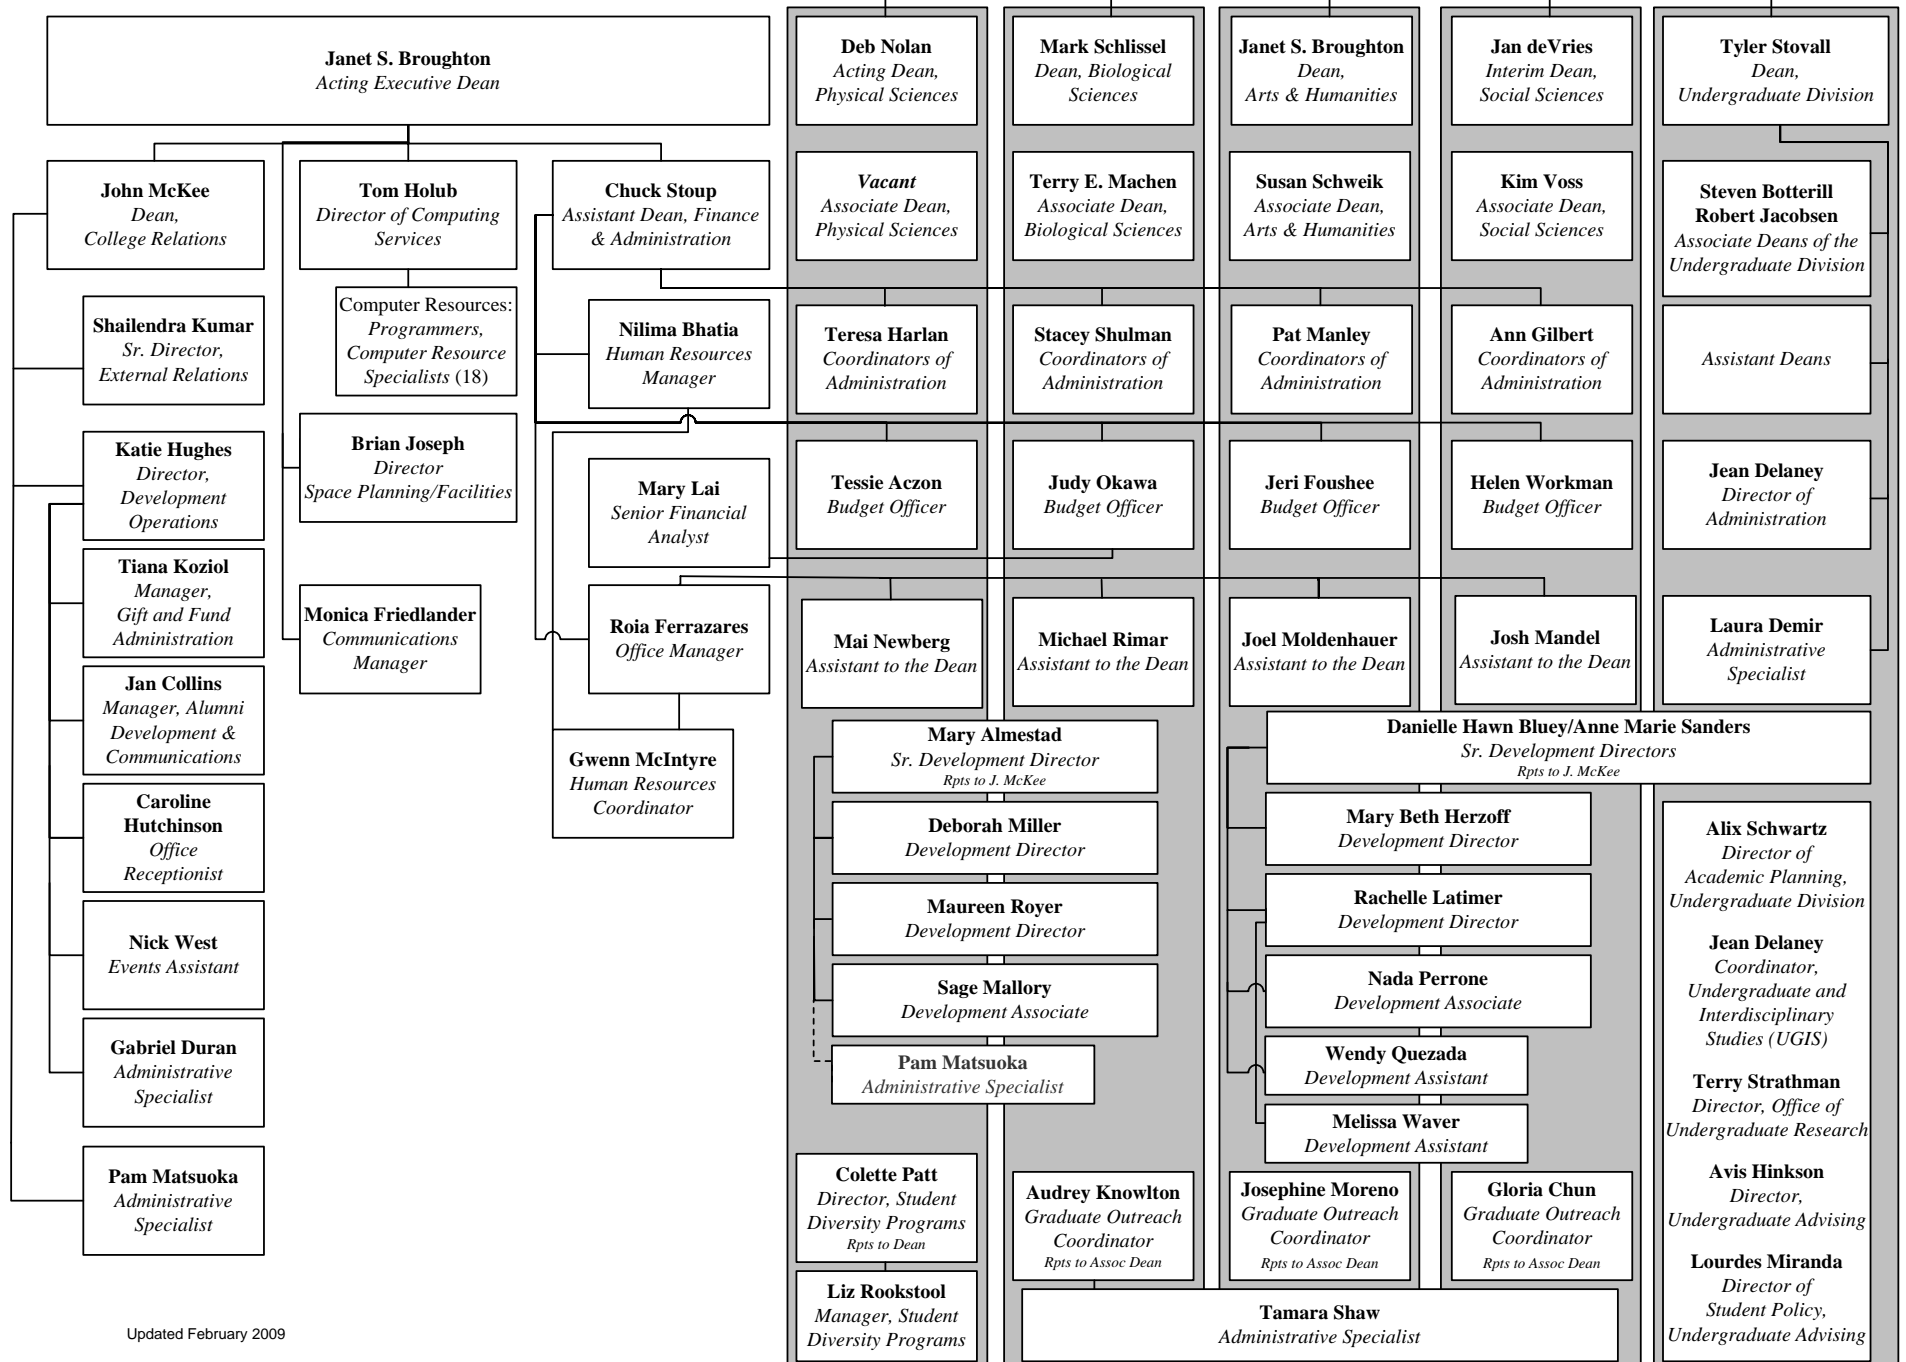 Janet S. Broughton
Acting Executive Dean
Deb Nolan
Acting Dean,
Physical Sciences
Mark Schlissel
Dean, Biological
Sciences
Janet S. Broughton
Dean,
Arts & Humanities
Jan deVries
Interim Dean,
Social Sciences
Tyler Stovall
Dean,
Undergraduate Division
John McKee
Dean,
College Relations
Tom Holub
Director of Computing
Services
Chuck Stoup
Assistant Dean, Finance
& Administration
Vacant
Associate Dean,
Physical Sciences
Terry E. Machen
Associate Dean,
Biological Sciences
Susan Schweik
Associate Dean,
Arts & Humanities
Kim Voss
Associate Dean,
Social Sciences
Steven Botterill
Robert Jacobsen
Associate Deans of the
Undergraduate Division
Shailendra Kumar
Sr. Director,
External Relations
Computer Resources:
Programmers,
Computer Resource
Specialists (18)
Nilima Bhatia
Human Resources
Manager
Teresa Harlan
Coordinators of
Administration
Stacey Shulman
Coordinators of
Administration
Pat Manley
Coordinators of
Administration
Ann Gilbert
Coordinators of
Administration
Assistant Deans
Katie Hughes
Director,
Development
Operations
Brian Joseph
Director
Space Planning/Facilities
Mary Lai
Senior Financial
Analyst
Tessie Aczon
Budget Officer
Judy Okawa
Budget Officer
Jeri Foushee
Budget Officer
Helen Workman
Budget Officer
Jean Delaney
Director of
Administration
Tiana Koziol
Manager,
Gift and Fund
Administration
Monica Friedlander
Communications
Manager
Roia Ferrazares
Office Manager
Mai Newberg
Assistant to the Dean
Michael Rimar
Assistant to the Dean
Joel Moldenhauer
Assistant to the Dean
Josh Mandel
Assistant to the Dean
Laura Demir
Administrative
Specialist
Jan Collins
Manager, Alumni
Development &
Communications
Gwenn McIntyre
Human Resources
Coordinator
Mary Almestad
Sr. Development Director
Rpts to J. McKee
Danielle Hawn Bluey/Anne Marie Sanders
Sr. Development Directors
Rpts to J. McKee
Caroline
Hutchinson
Office
Receptionist
Deborah Miller
Development Director
Mary Beth Herzoff
Development Director
Alix Schwartz
Director of
Academic Planning,
Undergraduate Division
Jean Delaney
Coordinator,
Undergraduate and
Interdisciplinary
Studies (UGIS)
Terry Strathman
Director, Office of
Undergraduate Research
Avis Hinkson
Director,
Undergraduate Advising
Lourdes Miranda
Director of
Student Policy,
Undergraduate Advising
Nick West
Events Assistant
Maureen Royer
Development Director
Rachelle Latimer
Development Director
Sage Mallory
Development Associate
Nada Perrone
Development Associate
Gabriel Duran
Administrative
Specialist
Pam Matsuoka
Administrative Specialist
Wendy Quezada
Development Assistant
Melissa Waver
Development Assistant
Pam Matsuoka
Administrative
Specialist
Colette Patt
Director, Student
Diversity Programs
Rpts to Dean
Audrey Knowlton
Graduate Outreach
Coordinator
Rpts to Assoc Dean
Josephine Moreno
Graduate Outreach
Coordinator
Rpts to Assoc Dean
Gloria Chun
Graduate Outreach
Coordinator
Rpts to Assoc Dean
Liz Rookstool
Manager, Student
Diversity Programs
Tamara Shaw
Administrative Specialist
Updated February 2009